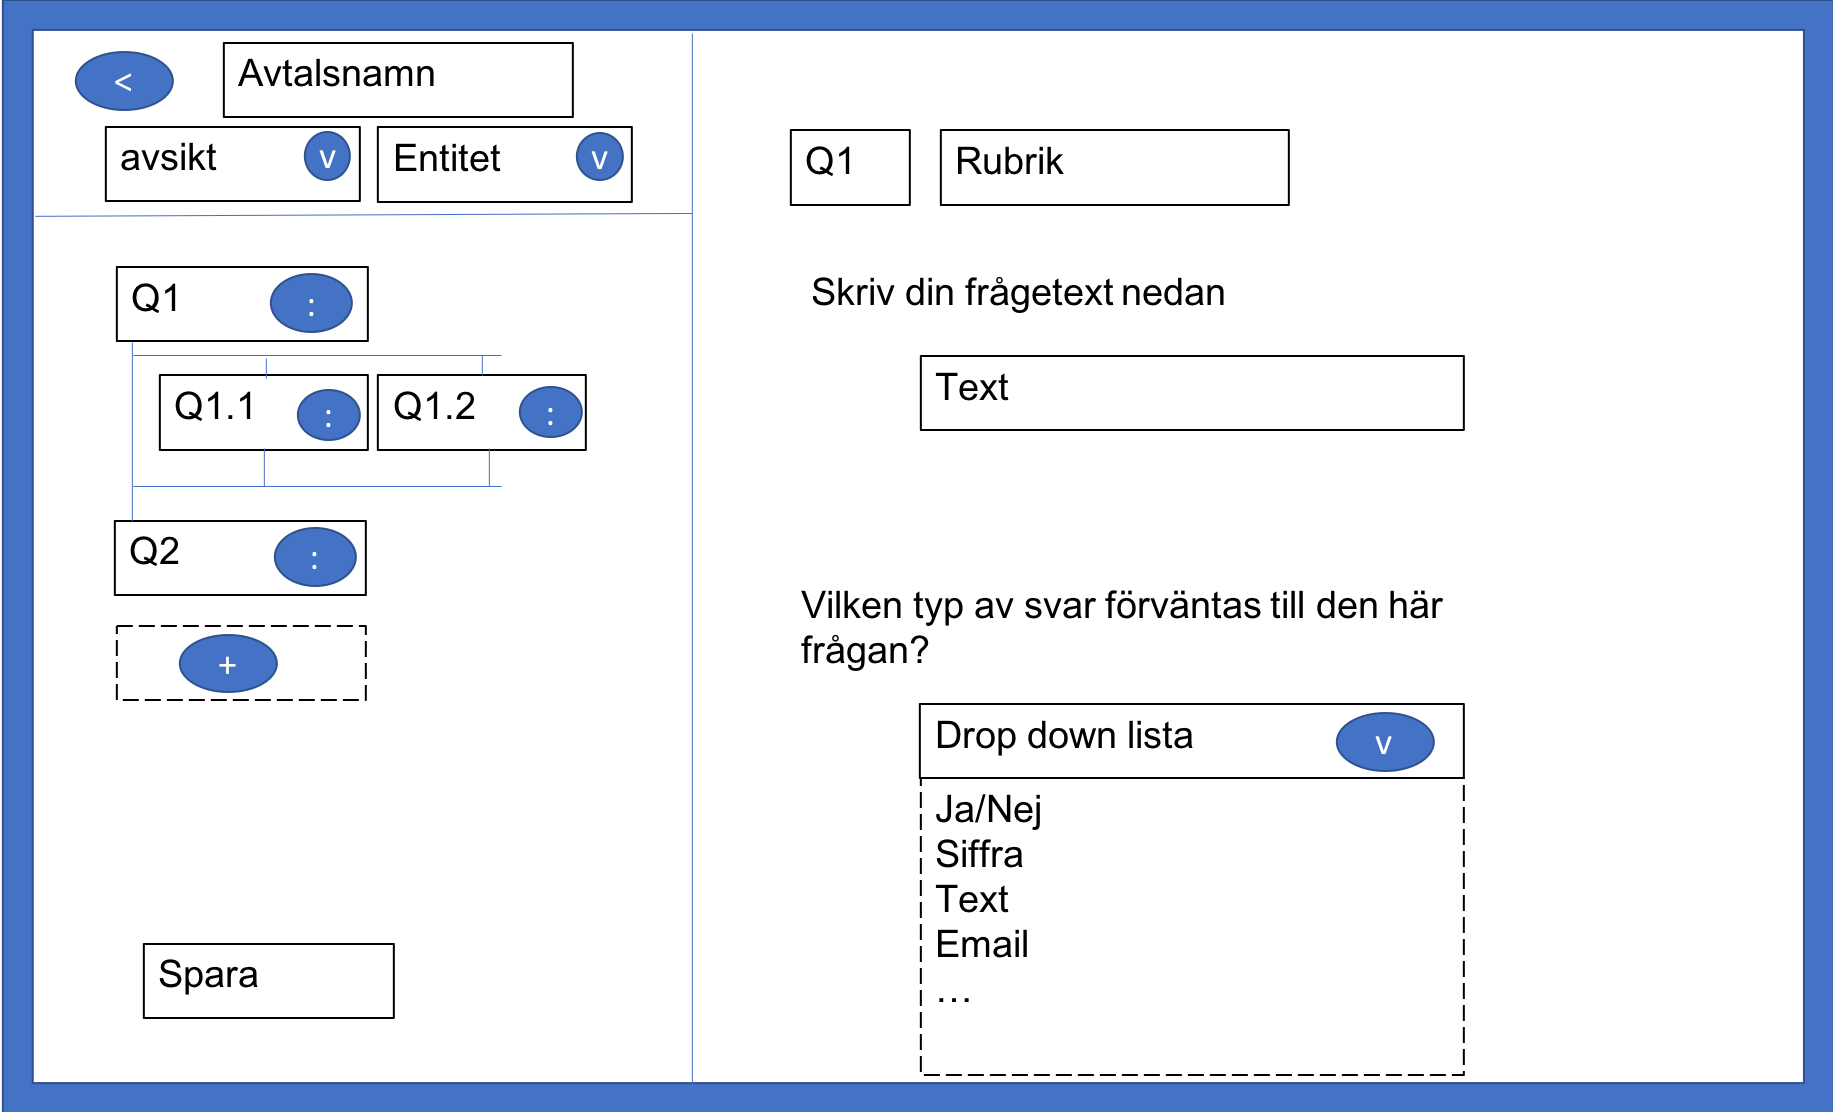 <
Avtalsnamn
avsikt
v
Entitet
v
Q1
:
Q1.1
:
Q1.2
:
Q2
:
+
Spara
Q1
Rubrik
Skriv din frågetext nedan
Text
Vilken typ av svar förväntas till den här
frågan?
Drop down lista
v
Ja/Nej
Siffra
Text
Email
…